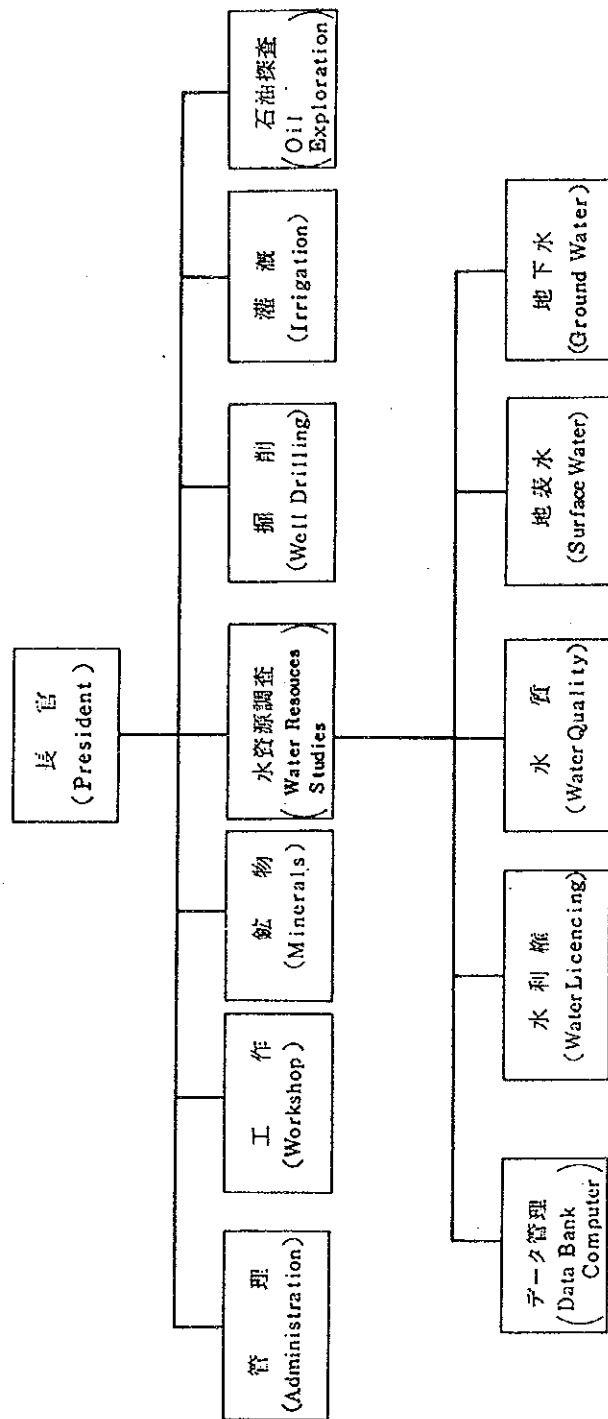 長官
(President)
管理
(Administration)
工作
(Workshop)
鉱物
(Minerals)
水資源調査
(Water Resouces
Studies)
掘削
(Well Drilling)
灌漑
(Irrigation)
石油探査
(Oil
Exploration)
データ管理
(Data Bank
Computer)
水利権
(Water Licencing)
水質
(Water Quality)
地表水
(Surface Water)
地下水
(Ground Water)